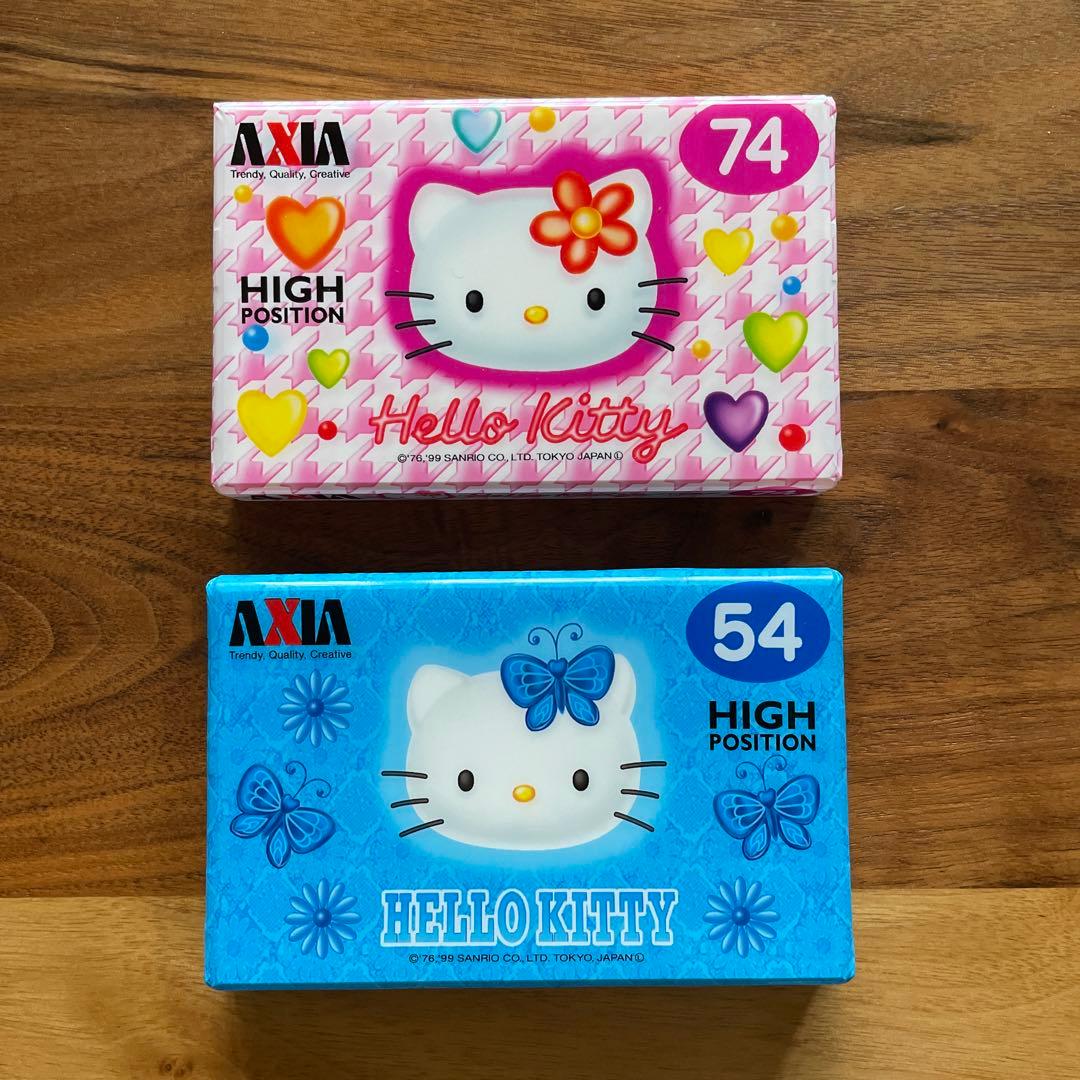 AXIA
Trendy, Quality, Creative
74
HIGH
POSITION
Hello Kitty
©'76,'99 SANRIO CO., LTD. TOKYO JAPAN Ⓛ
AXIA
Trendy, Quality, Creative
54
HIGH
POSITION
HELLO KITTY
©'76,'99 SANRIO CO., LTD. TOKYO, JAPAN Ⓛ